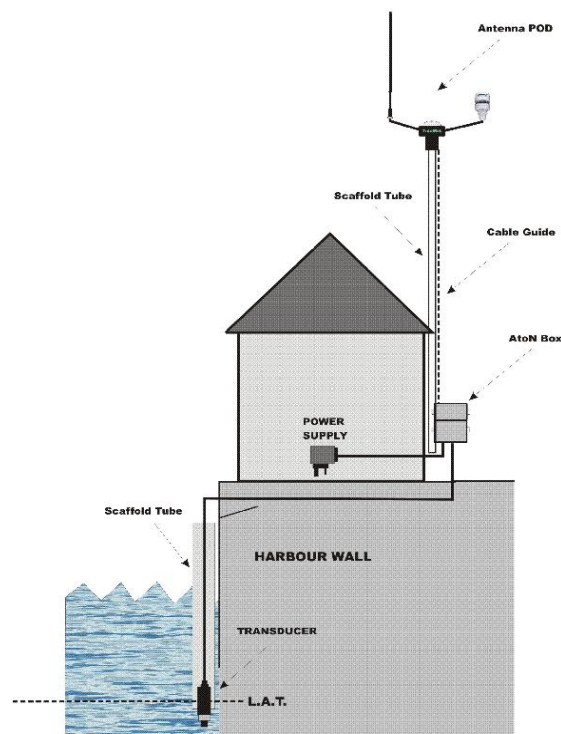 Antenna POD
Scaffold Tube
Cable Guide
AtoN Box
POWER
SUPPLY
Scaffold Tube
HARBOUR WALL
TRANSDUCER
L.A.T.